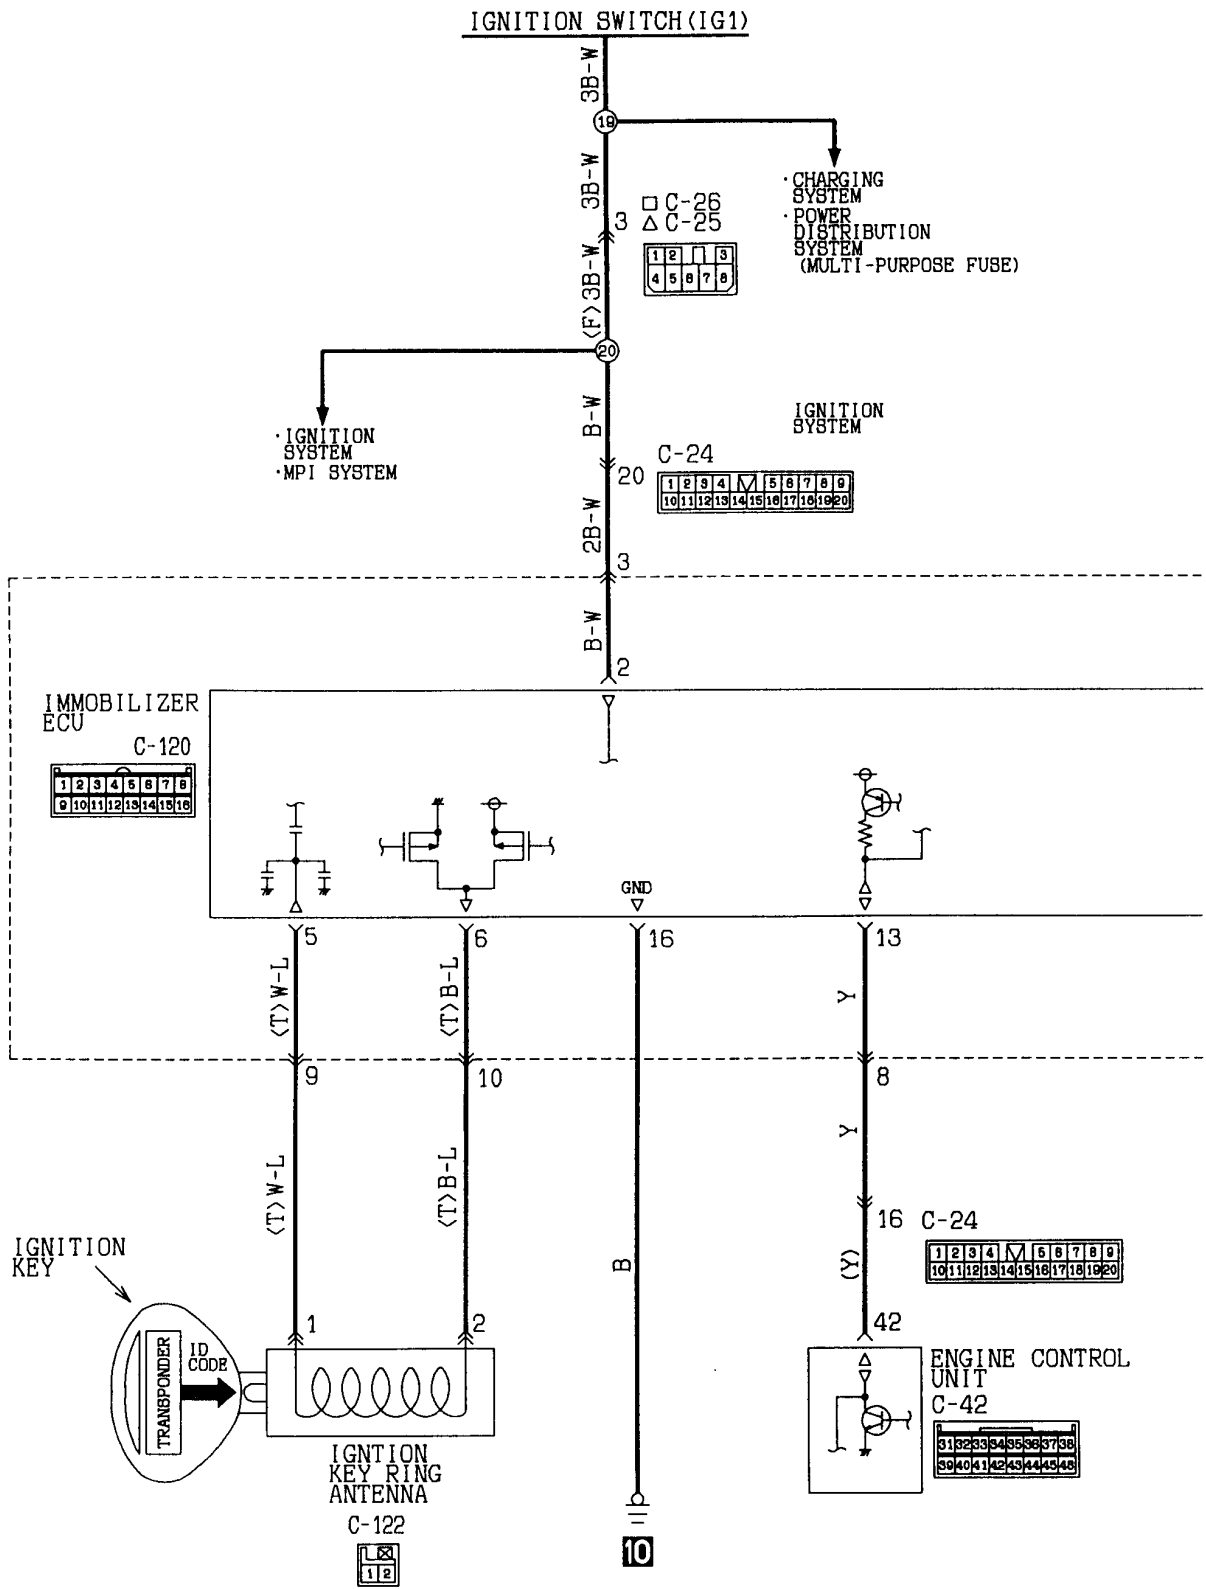 IGNITION SWITCH(IG1)
3B-W
19
3B-W
· CHARGING
SYSTEM
· POWER
DISTRIBUTION
SYSTEM
(MULTI-PURPOSE FUSE)
□ C-26
3 △ C-25
1 2 3
4 5 6 7 8
<F>3B-W
20
· IGNITION
SYSTEM
·MPI SYSTEM
B-W
IGNITION
SYSTEM
C-24
20
1 2 3 4 5 6 7 8 9
10 11 12 13 14 15 16 17 18 19 20
2B-W
3
B-W
2
IMMOBILIZER
ECU
C-120
1 2 3 4 5 6 7 8
9 10 11 12 13 14 15 16
GND
5
6
16
13
<T>W-L
<T>B-L
Y
9
10
8
<T>W-L
<T>B-L
Y
16 C-24
1 2 3 4 5 6 7 8 9
10 11 12 13 14 15 16 17 18 19 20
IGNITION
KEY
B
(Y)
1
2
42
TRANSPONDER
ID
CODE
ENGINE CONTROL
UNIT
C-42
31 32 33 34 35 36 37 38
39 40 41 42 43 44 45 46
IGNTION
KEY RING
ANTENNA
C-122
1 2
10